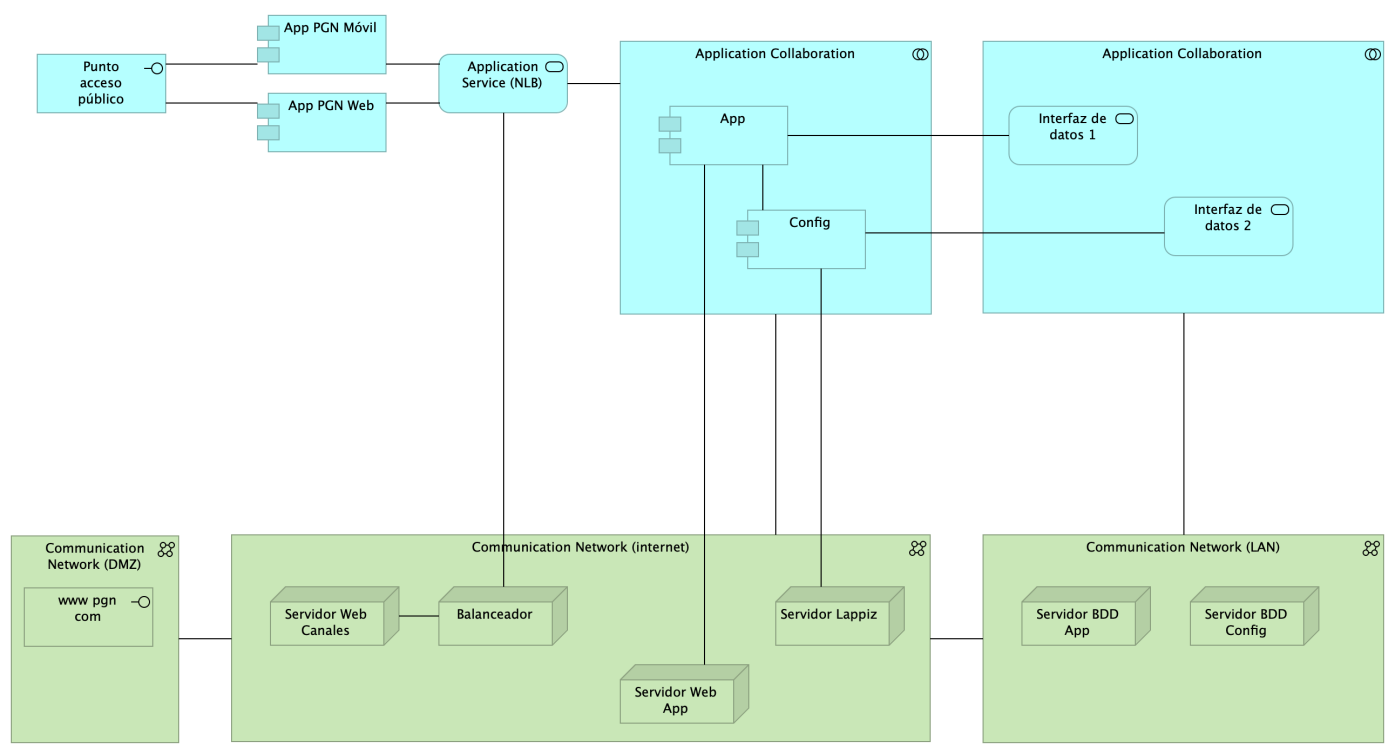 Punto
acceso
público
App PGN Móvil
App PGN Web
Application
Service (NLB)
Application Collaboration
App
Config
Application Collaboration
Interfaz de
datos 1
Interfaz de
datos 2
Communication
Network (DMZ)
www pgn
com
Communication Network (internet)
Servidor Web
Canales
Balanceador
Servidor Web
App
Servidor Lappiz
Communication Network (LAN)
Servidor BDD
App
Servidor BDD
Config